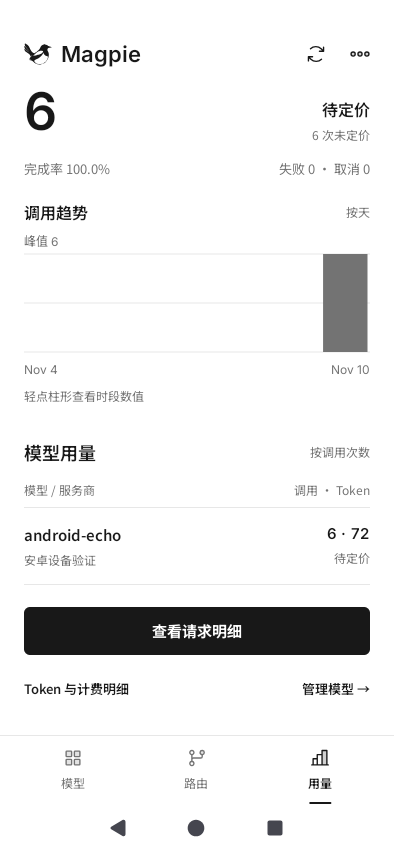 Magpie
6
待定价
6 次未定价
完成率 100.0%
失败 0 · 取消 0
调用趋势
按天
峰值 6
Nov 4
Nov 10
轻点柱形查看时段数值
模型用量
按调用次数
模型 / 服务商
调用 · Token
android-echo
6 · 72
安卓设备验证
待定价
查看请求明细
Token 与计费明细
管理模型 →
模型
路由
用量